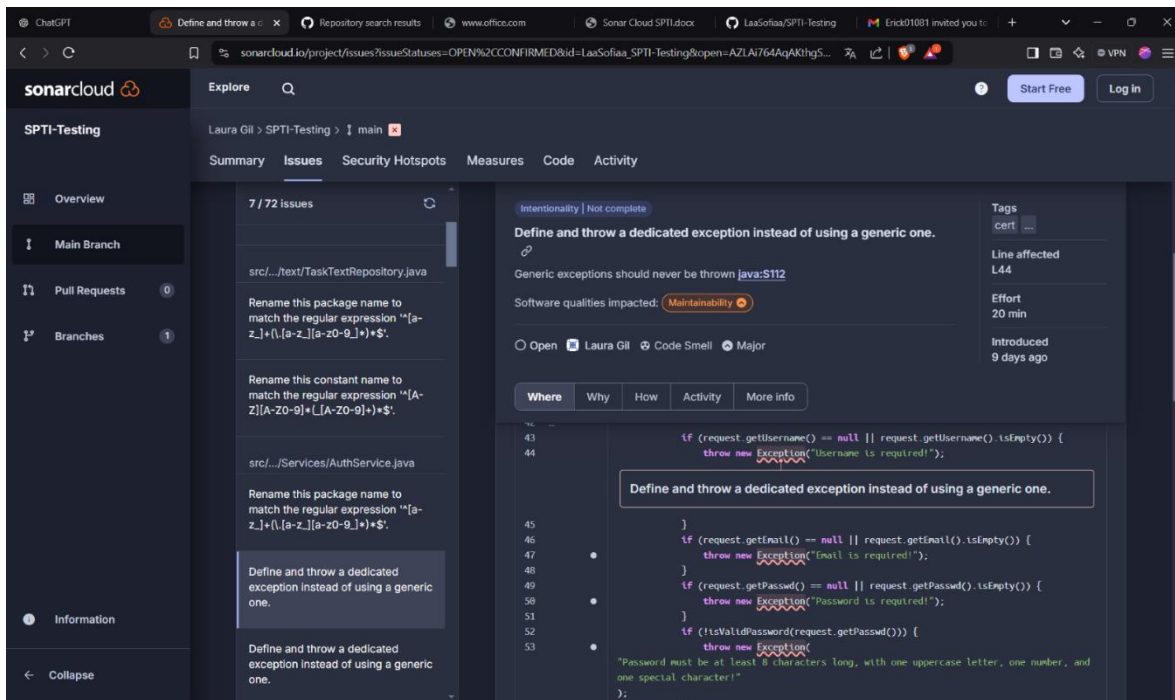 ChatGPT
Define and throw a d
Repository search results
www.office.com
Sonar Cloud SPTI.docx
LaaSofiaa/SPTI-Testing
Erick01081 invited you to
sonarcloud.io/project/issues?issueStatuses=OPEN%2CCONFIRMED&id=LaaSofiaa_SPTI-Testing&open=AZLAi764AqAKthgS...
VPN
sonarcloud
Explore
Start Free
Log in
SPTI-Testing
Laura Gil > SPTI-Testing > main
Summary Issues Security Hotspots Measures Code Activity
Overview
Main Branch
Pull Requests 0
Branches 1
Information
Collapse
7 / 72 issues
src/.../text/TaskTextRepository.java
Rename this package name to
match the regular expression '^[a-
z_]+(\.[a-z_][a-z0-9_]*)*$'.
Rename this constant name to
match the regular expression '^[A-
Z][A-Z0-9]*(_[A-Z0-9]+)*$'.
src/.../Services/AuthService.java
Rename this package name to
match the regular expression '^[a-
z_]+(\.[a-z_][a-z0-9_]*)*$'.
Define and throw a dedicated
exception instead of using a generic
one.
Define and throw a dedicated
exception instead of using a generic
one.
Intentionality | Not complete
Define and throw a dedicated exception instead of using a generic one.
Generic exceptions should never be thrown java:S112
Software qualities impacted: Maintainability
Open Laura Gil Code Smell Major
Tags
cert ...
Line affected
L44
Effort
20 min
Introduced
9 days ago
Where Why How Activity More info
42
43 if (request.getUsername() == null || request.getUsername().isEmpty()) {
44 throw new Exception("Username is required!");
Define and throw a dedicated exception instead of using a generic one.
45 }
46 if (request.getEmail() == null || request.getEmail().isEmpty()) {
47 throw new Exception("Email is required!");
48 }
49 if (request.getPasswd() == null || request.getPasswd().isEmpty()) {
50 throw new Exception("Password is required!");
51 }
52 if (!isValidPassword(request.getPasswd())) {
53 throw new Exception(
"Password must be at least 8 characters long, with one uppercase letter, one number, and
one special character!"
);